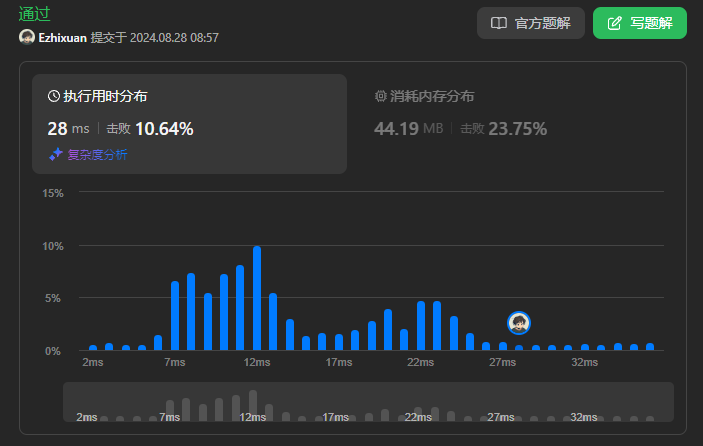 通过
Ezhixuan 提交于 2024.08.28 08:57
官方题解
写题解
执行用时分布
28 ms 击败 10.64%
复杂度分析
消耗内存分布
44.19 MB 击败 23.75%
15%
10%
5%
0%
2ms 7ms 12ms 17ms 22ms 27ms 32ms
2ms 7ms 12ms 17ms 22ms 27ms 32ms